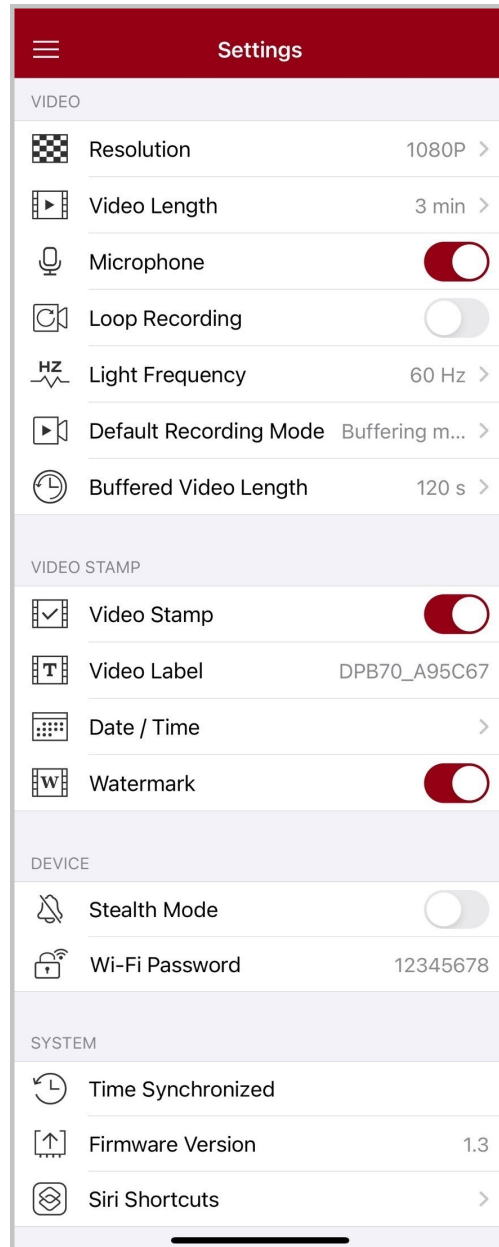 Settings
VIDEO
Resolution 1080P
Video Length 3 min
Microphone
Loop Recording
HZ Light Frequency 60 Hz
Default Recording Mode Buffering m...
Buffered Video Length 120 s
VIDEO STAMP
Video Stamp
T Video Label DPB70_A95C67
Date / Time
W Watermark
DEVICE
Stealth Mode
Wi-Fi Password 12345678
SYSTEM
Time Synchronized
Firmware Version 1.3
Siri Shortcuts